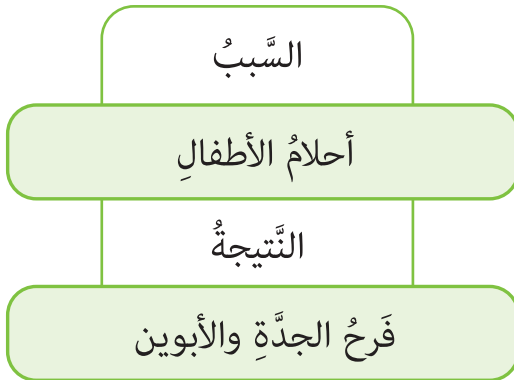 السَّببُ
أحلامُ الأطفالِ
النَّتيجةُ
فَرحُ الجدَّةِ والأبوين